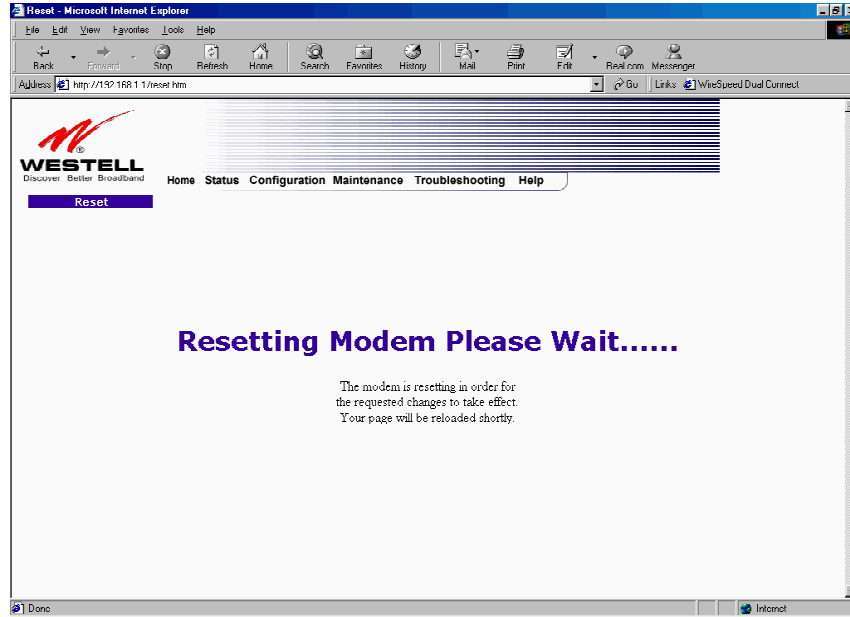 Reset - Microsoft Internet Explorer
File Edit View Favorites Tools Help
Back Forward Stop Refresh Home Search Favorites History Mail Print Edit Real.com Messenger
Address http://192.168.1.1/reset.htm Go Links WireSpeed Dual Connect
WESTELL
®
Discover Better Broadband
Home Status Configuration Maintenance Troubleshooting Help
Reset
Resetting Modem Please Wait......
The modem is resetting in order for
the requested changes to take effect.
Your page will be reloaded shortly.
Done Internet